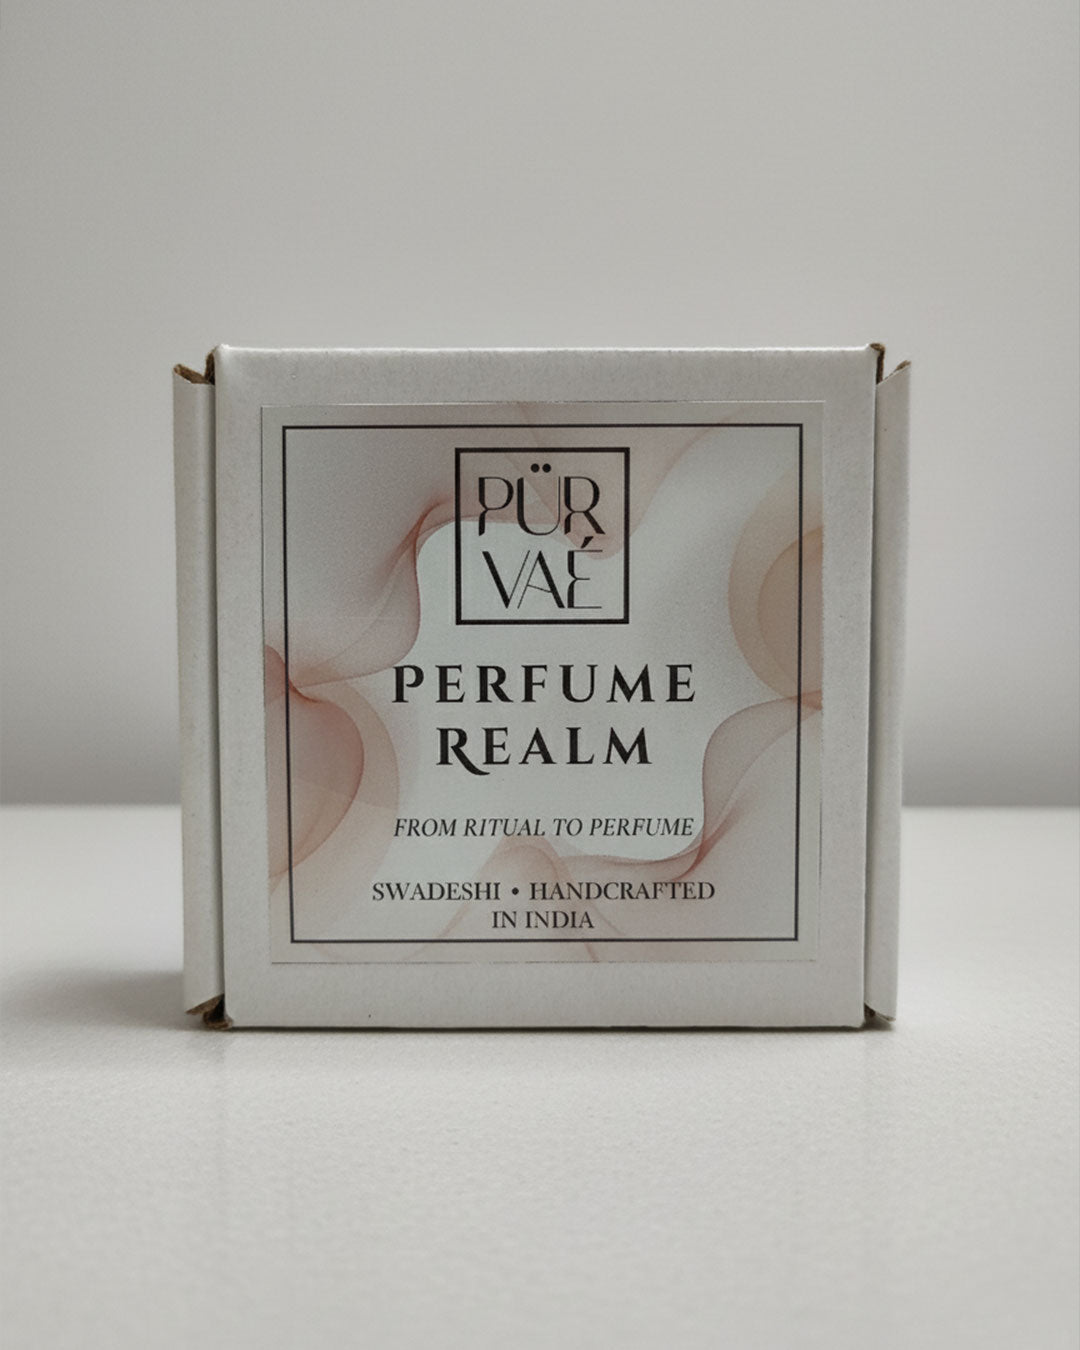 PÜR
VAÉ
PERFUME
REALM
FROM RITUAL TO PERFUME
SWADESHI • HANDCRAFTED
IN INDIA